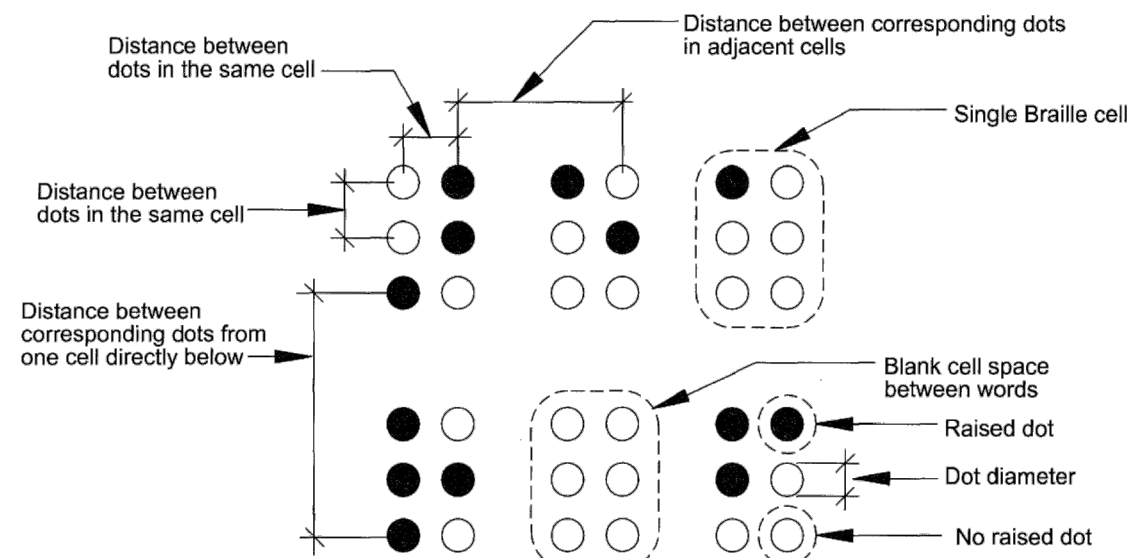 Distance between
dots in the same cell
Distance between corresponding dots
in adjacent cells
Single Braille cell
Distance between
dots in the same cell
Distance between
corresponding dots from
one cell directly below
Blank cell space
between words
Raised dot
Dot diameter
No raised dot